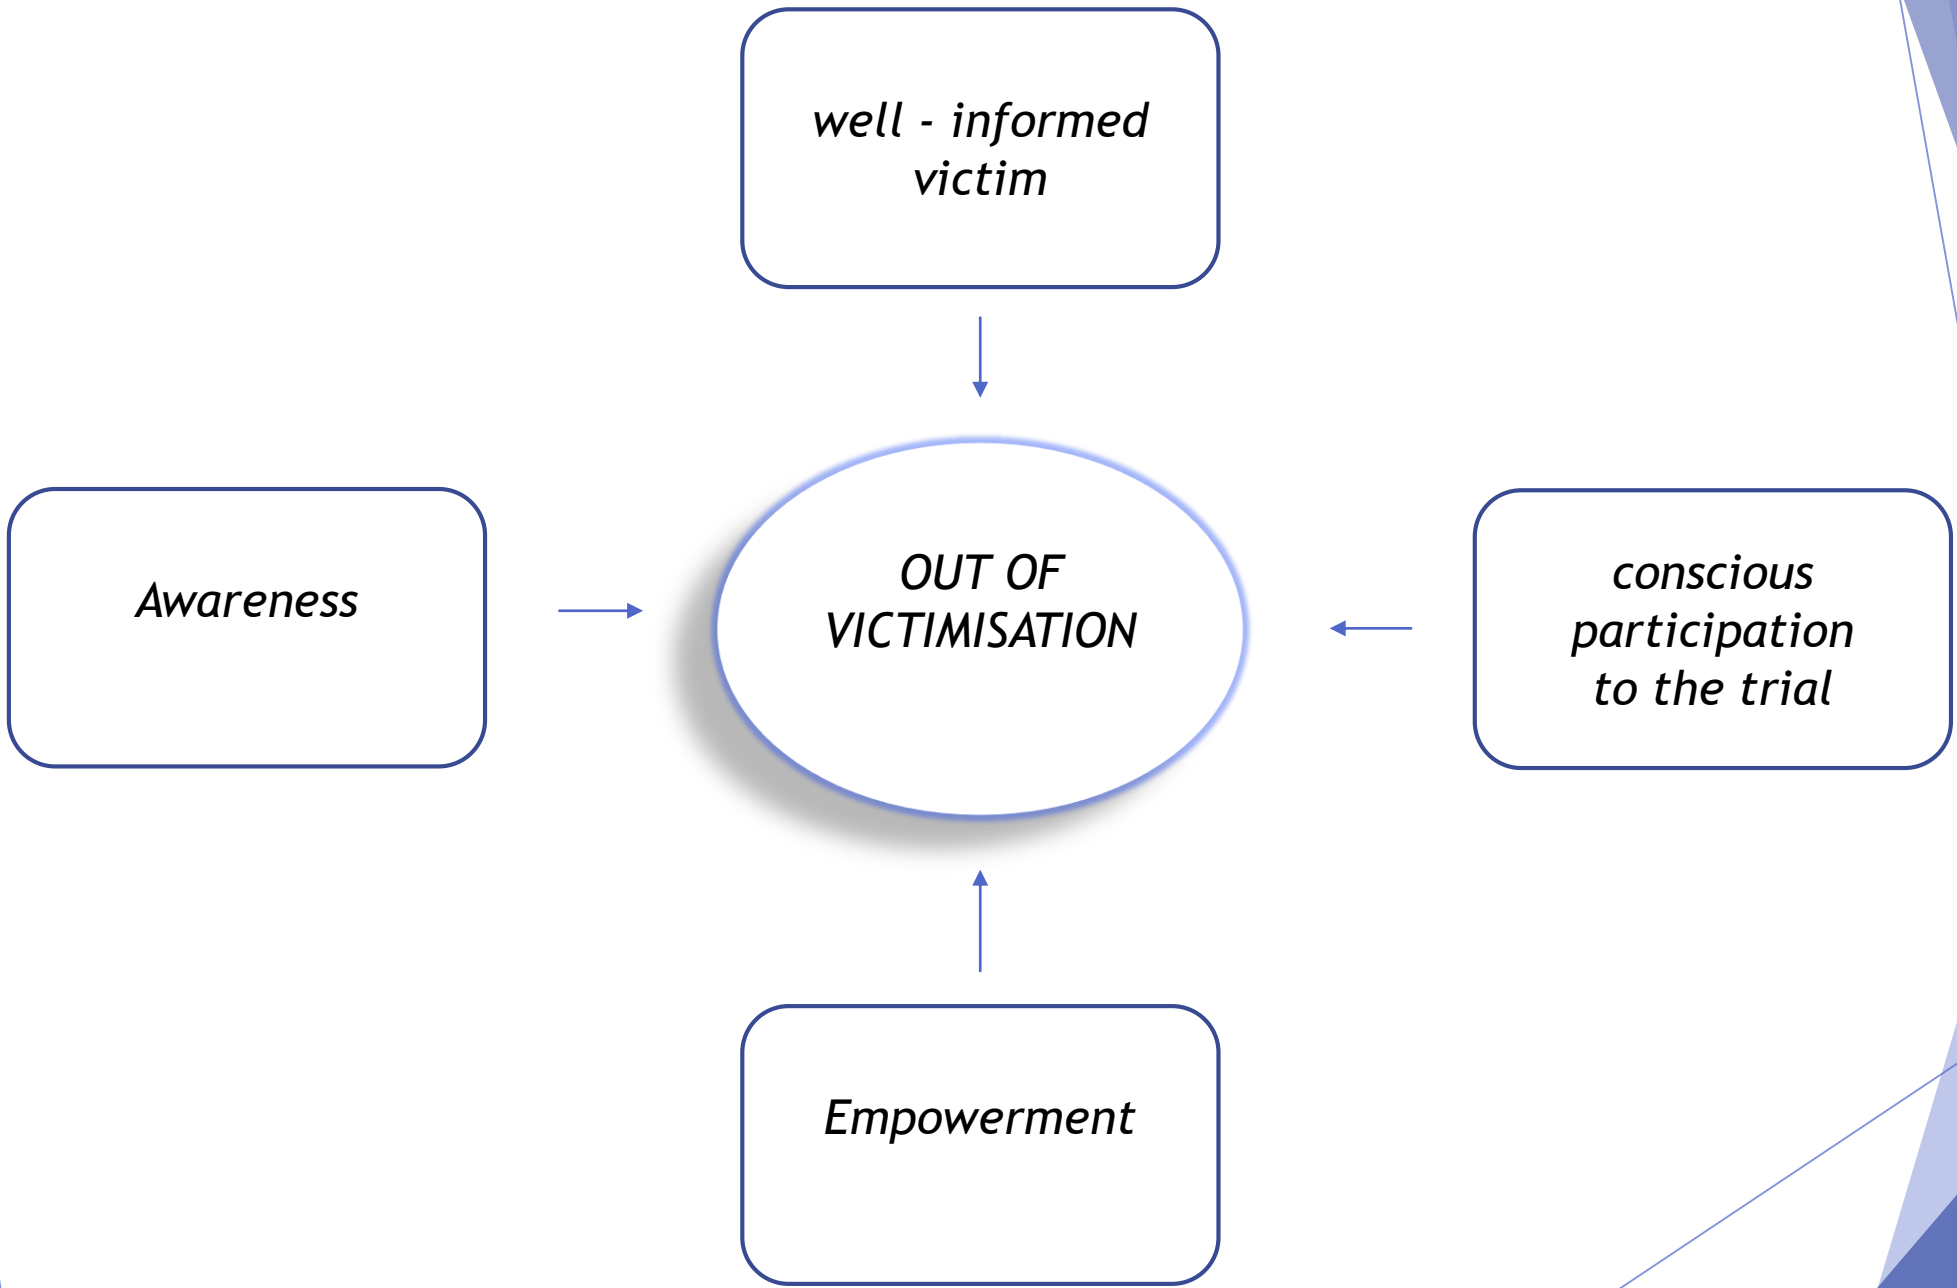 well - informed
victim
Awareness
OUT OF
VICTIMISATION
conscious
participation
to the trial
Empowerment